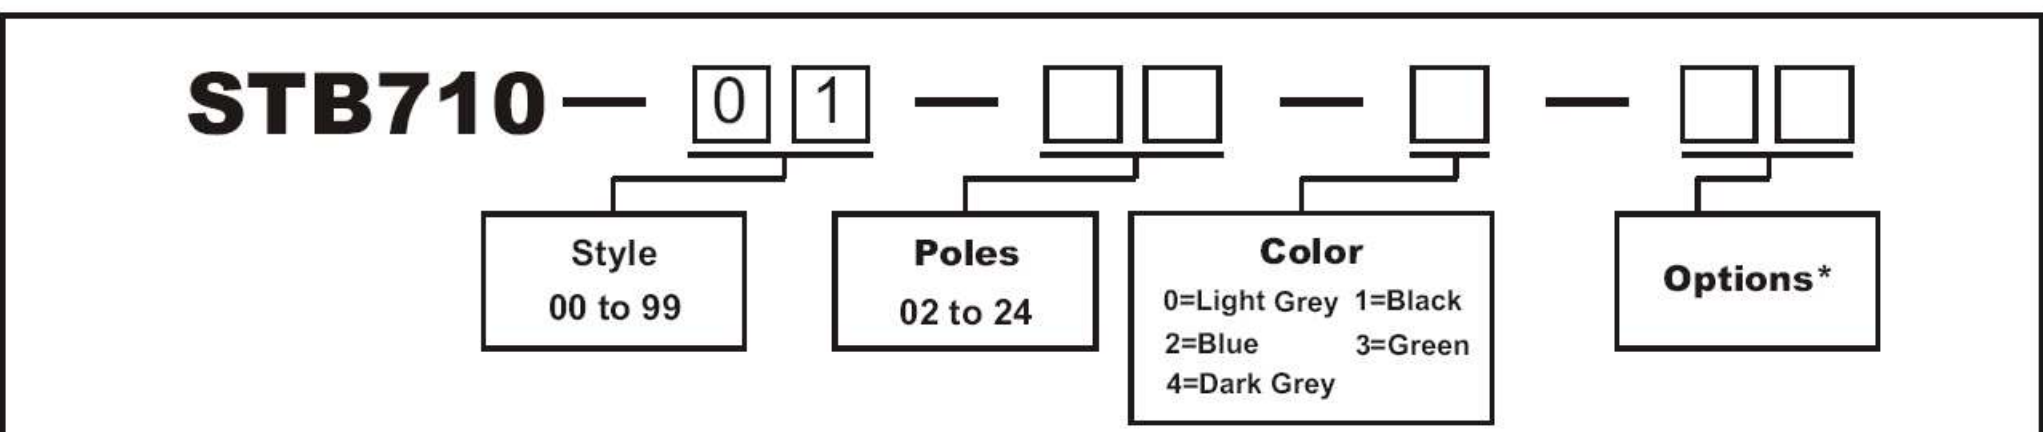 STB710 — 0 1 — — —
Style
00 to 99
Poles
02 to 24
Color
0=Light Grey 1=Black
2=Blue 3=Green
4=Dark Grey
Options*